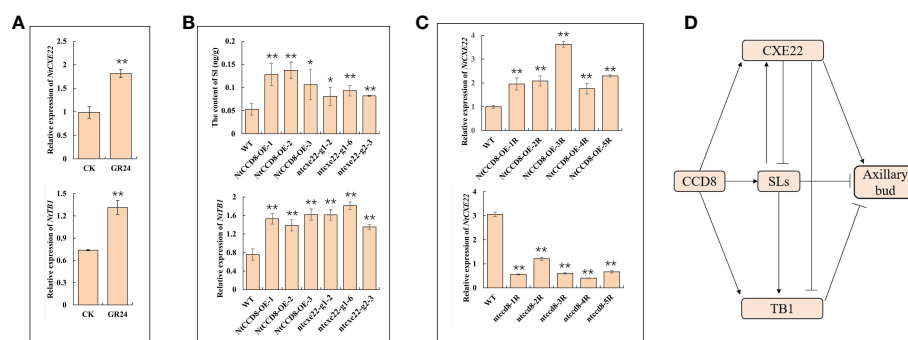 A
B
C
D
Relative expression of NtCXE22
2.5
2
1.5
1
0.5
0
**
CK
GR24
Relative expression of NtTB1
1.5
1.2
0.9
0.6
0.3
0
**
CK
GR24
The content of Sl (ng/g)
0.2
0.15
0.1
0.05
0
**
**
*
*
**
**
WT
NtCCD8-OE-1
NtCCD8-OE-2
NtCCD8-OE-3
ntcxe22-g1-2
ntcxe22-g1-6
ntcxe22-g2-3
Relative expression of NtTB1
2.1
1.8
1.5
1.2
0.9
0.6
0.3
0
**
**
**
**
**
**
WT
NtCCD8-OE-1
NtCCD8-OE-2
NtCCD8-OE-3
ntcxe22-g1-2
ntcxe22-g1-6
ntcxe22-g2-3
Relative expression of NtCXE22
4
3
2
1
0
**
**
**
**
**
WT
NtCCD8-OE-1R
NtCCD8-OE-2R
NtCCD8-OE-3R
NtCCD8-OE-4R
NtCCD8-OE-5R
Relative expression of NtCXE22
4
3
2
1
0
**
**
**
**
**
WT
ntccd8-1R
ntccd8-2R
ntccd8-3R
ntccd8-4R
ntccd8-5R
CXE22
CCD8
SLs
Axillary
bud
TB1